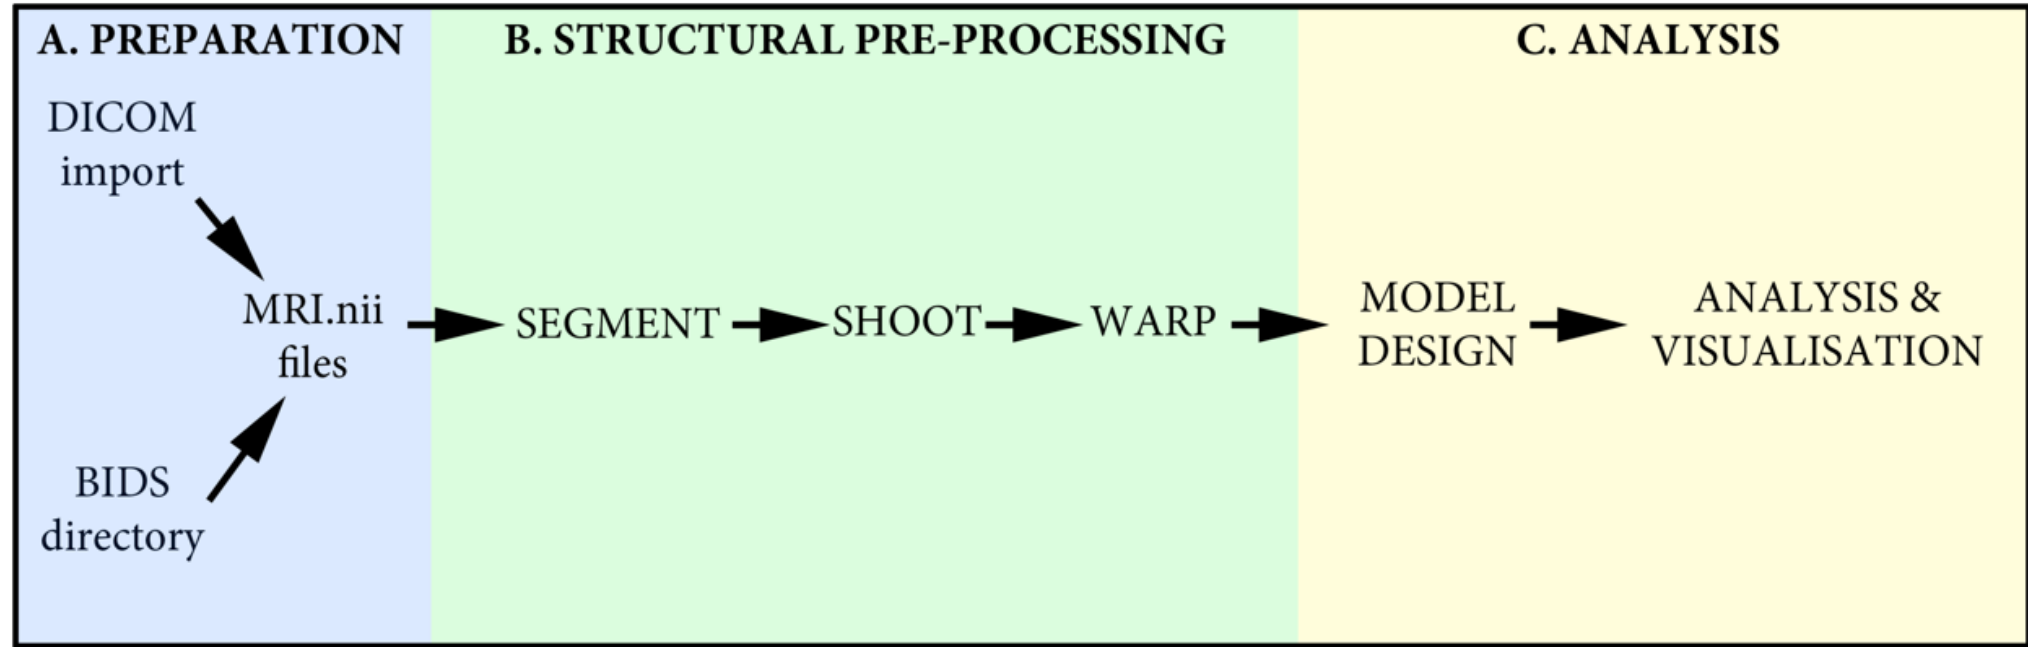 A. PREPARATION
DICOM
import
MRI.nii
files
BIDS
directory
B. STRUCTURAL PRE-PROCESSING
SEGMENT
SHOOT
WARP
C. ANALYSIS
MODEL
DESIGN
ANALYSIS &
VISUALISATION